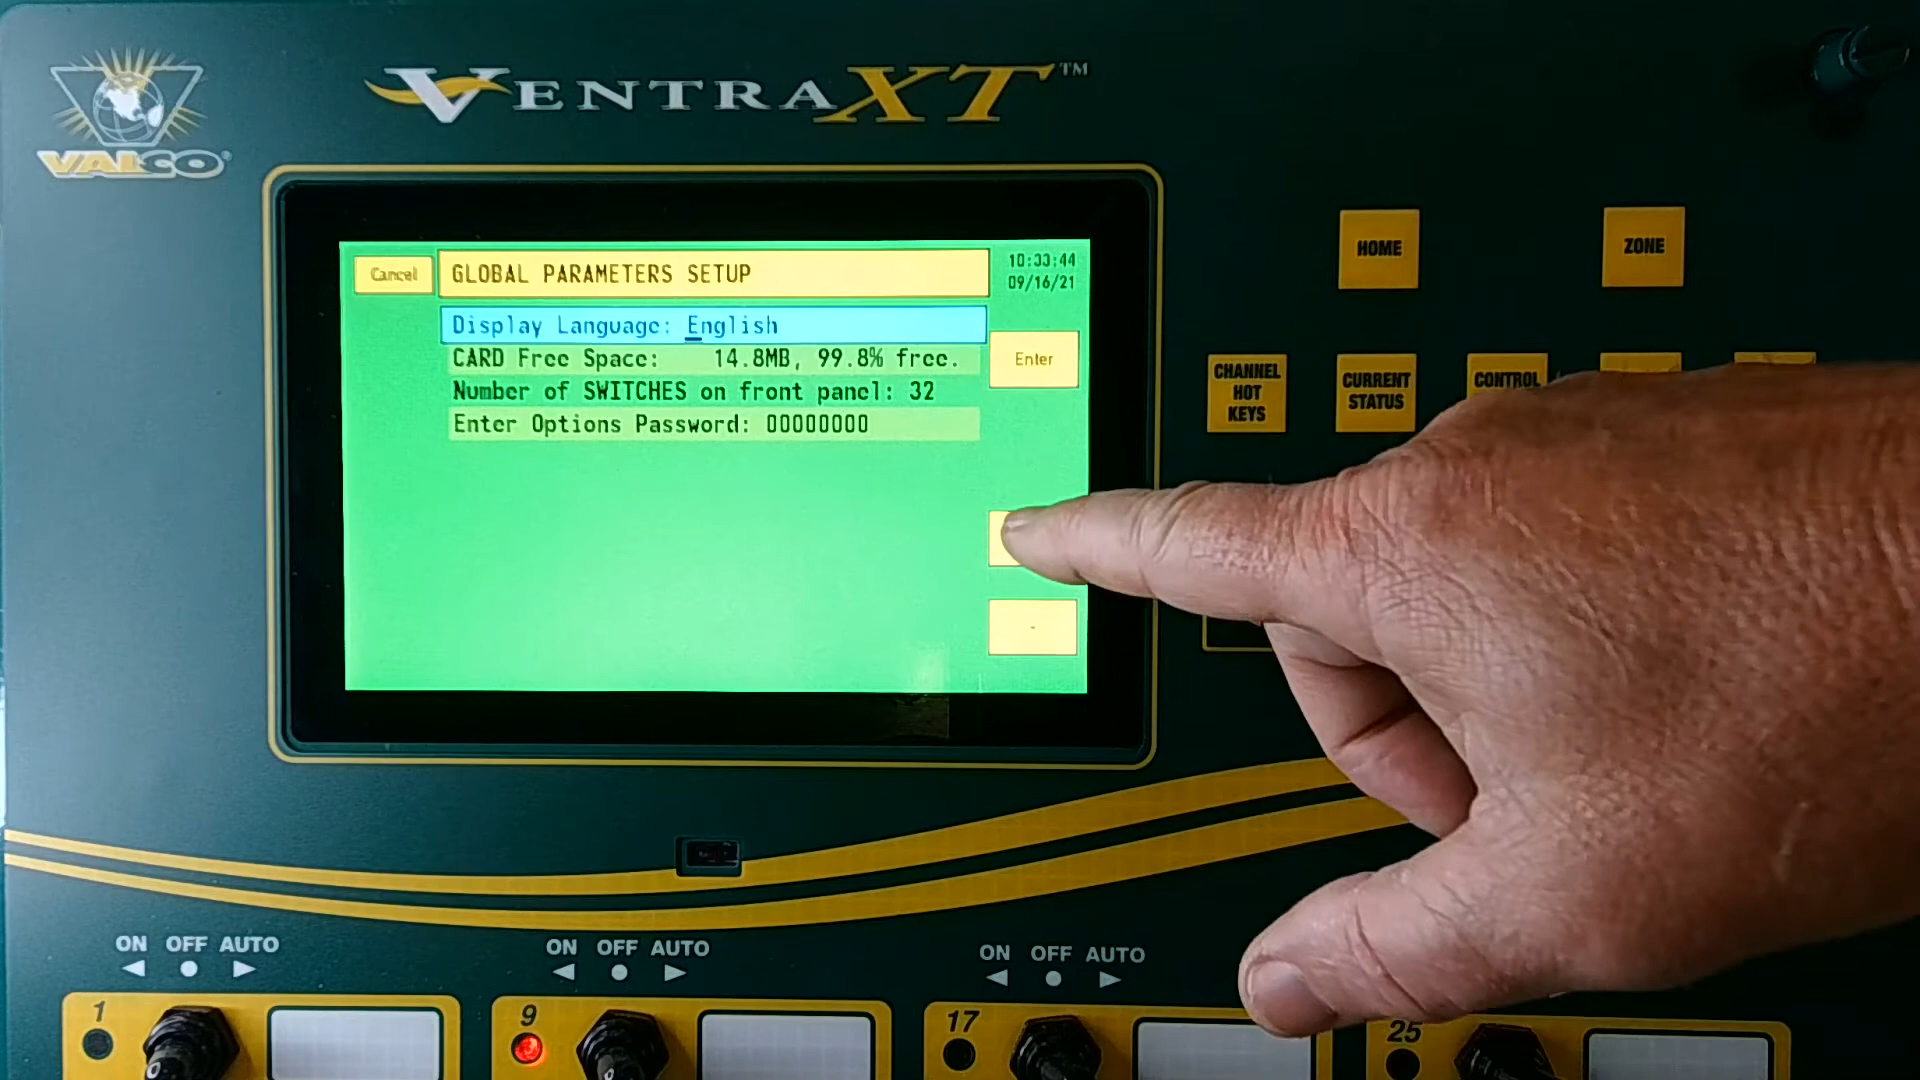 VALCO®
VENTRA XT™
Cancel
GLOBAL PARAMETERS SETUP
10:33:44
09/16/21
Display Language: English
CARD Free Space: 14.8MB, 99.8% free.
Number of SWITCHES on front panel: 32
Enter Options Password: 00000000
Enter
-
HOME
ZONE
CHANNEL
HOT
KEYS
CURRENT
STATUS
CONTROL
ON OFF AUTO
ON OFF AUTO
ON OFF AUTO
1
9
17
25